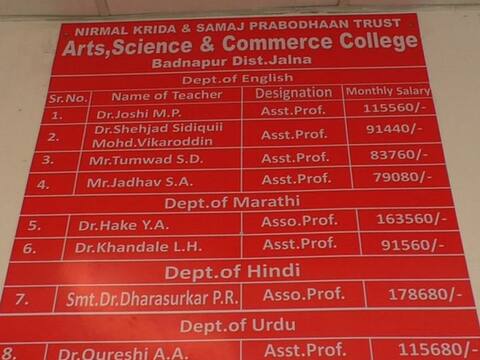 NIRMAL KRIDA & SAMAJ PRABODHAAN TRUST
Arts,Science & Commerce College
Badnapur Dist.Jalna
Dept.of English
Sr.No. Name of Teacher Designation Monthly Salary
1. Dr.Joshi M.P. Asst.Prof. 115560/-
2. Dr.Shehjad Sidiquii Mohd.Vikaroddin Asst.Prof. 91440/-
3. Mr.Tumwad S.D. Asst.Prof. 83760/-
4. Mr.Jadhav S.A. Asst.Prof. 79080/-
Dept.of Marathi
5. Dr.Hake Y.A. Asso.Prof. 163560/-
6. Dr.Khandale L.H. Asst.Prof. 91560/-
Dept.of Hindi
7. Smt.Dr.Dharasurkar P.R. Asso.Prof. 178680/-
Dept.of Urdu
8. Dr.Qureshi A.A. Asst.Prof. 115680/-